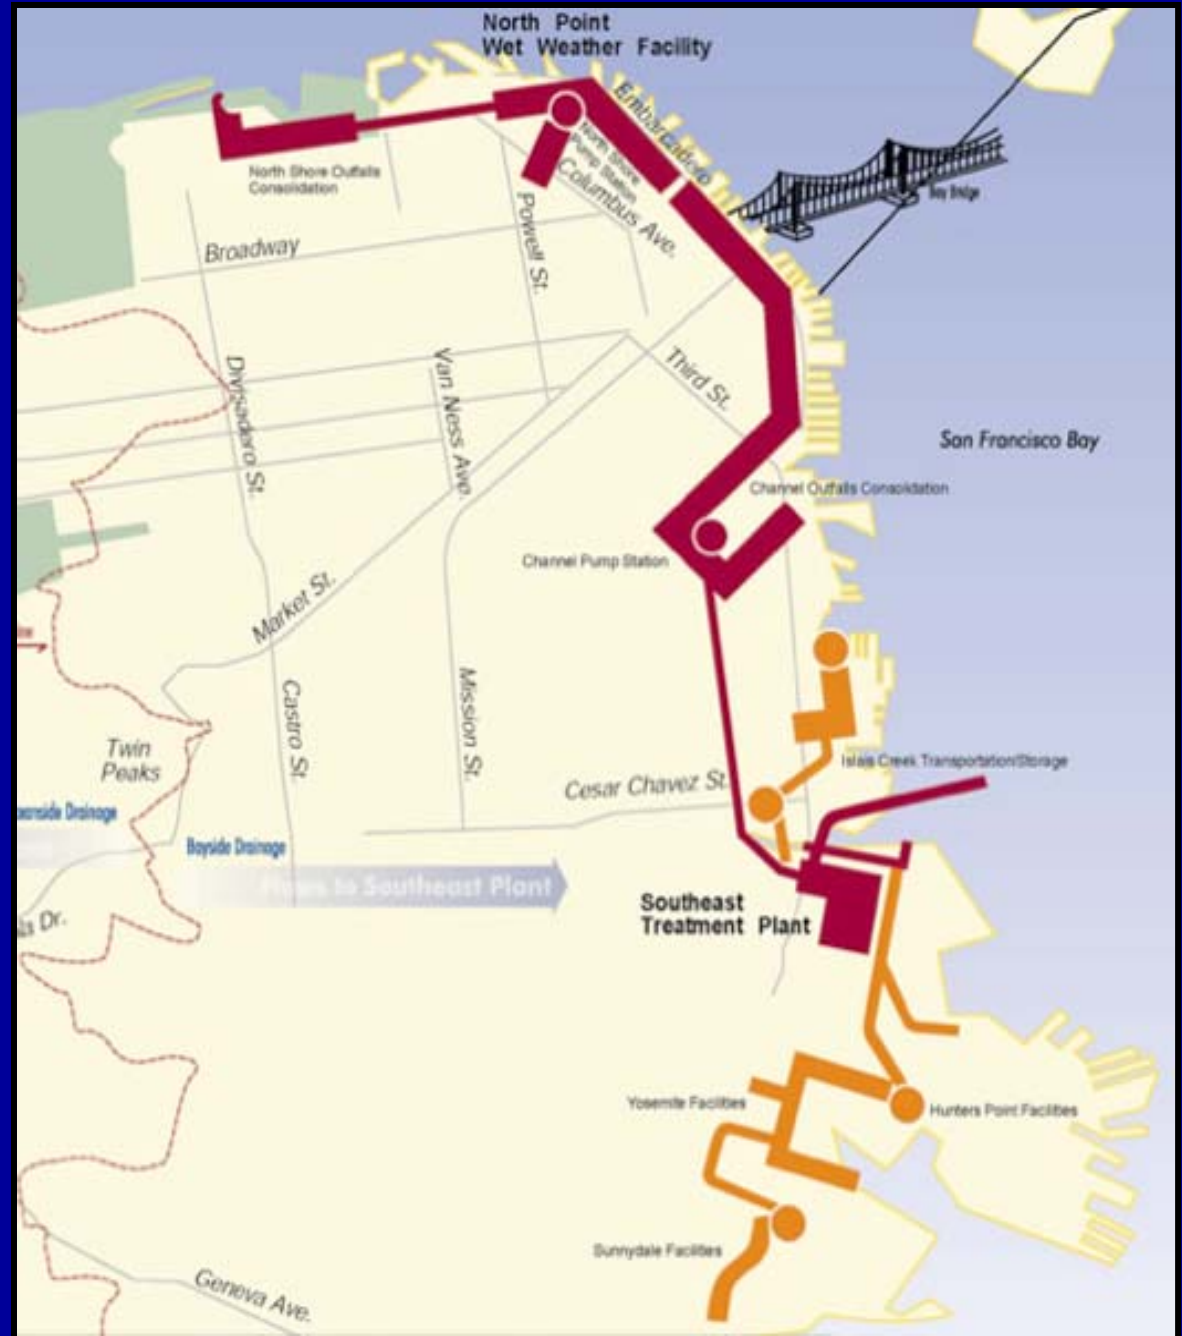 North Point
Wet Weather Facility
Embarcadero
North Shore
Pump Station
Bay Bridge
North Shore Outfalls
Consolidation
Columbus Ave.
Powell St.
Broadway
Divisadero St.
Van Ness Ave.
Third St.
San Francisco Bay
Channel Outfalls Consolidation
Channel Pump Station
Market St.
Castro St.
Mission St.
Twin
Peaks
Islais Creek Transportation/Storage
Cesar Chavez St.
Drainage
Bayside Drainage
Flows to Southeast Plant
Southeast
Treatment Plant
Dr.
Yosemite Facilities
Hunters Point Facilities
Sunnydale Facilities
Geneva Ave.